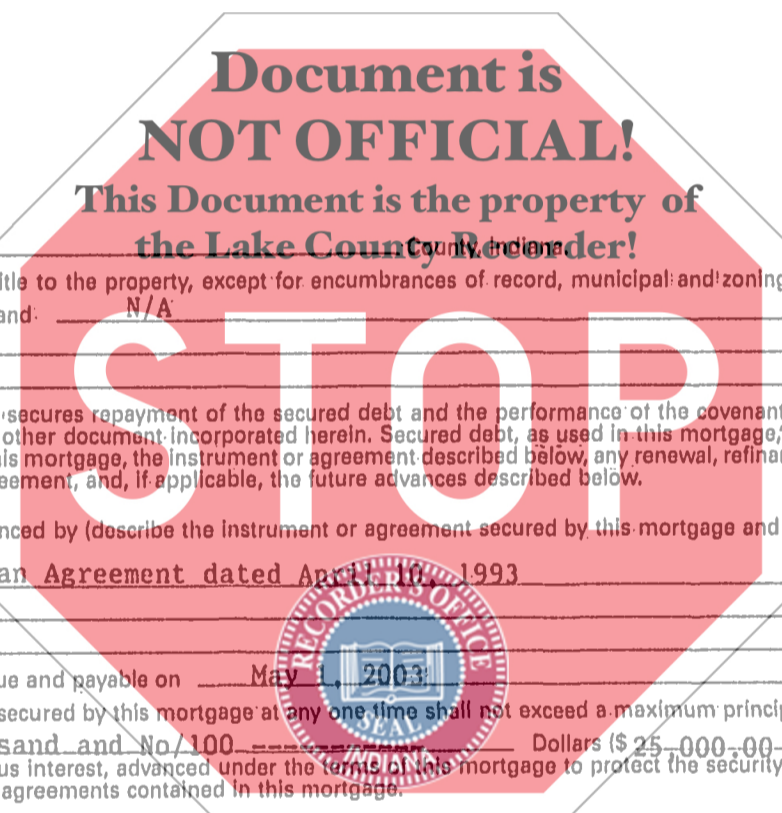 Document is
NOT OFFICIAL!
This Document is the property of
the Lake County Recorder!
County, Indiana.
itle to the property, except for encumbrances of record, municipal and zoning
and N/A
STOP
secures repayment of the secured debt and the performance of the covenant
other document incorporated herein. Secured debt, as used in this mortgage,
is mortgage, the instrument or agreement described below, any renewal, refinan
eement, and, if applicable, the future advances described below.
nced by (describe the instrument or agreement secured by this mortgage and
an Agreement dated April 10, 1993
RECORDER'S OFFICE
ue and payable on May 1, 2003
SEAL
secured by this mortgage at any one time shall not exceed a maximum princip
sand and No/100 ------------ Dollars ($ 25,000.00
us interest, advanced under the terms of this mortgage to protect the security
agreements contained in this mortgage.